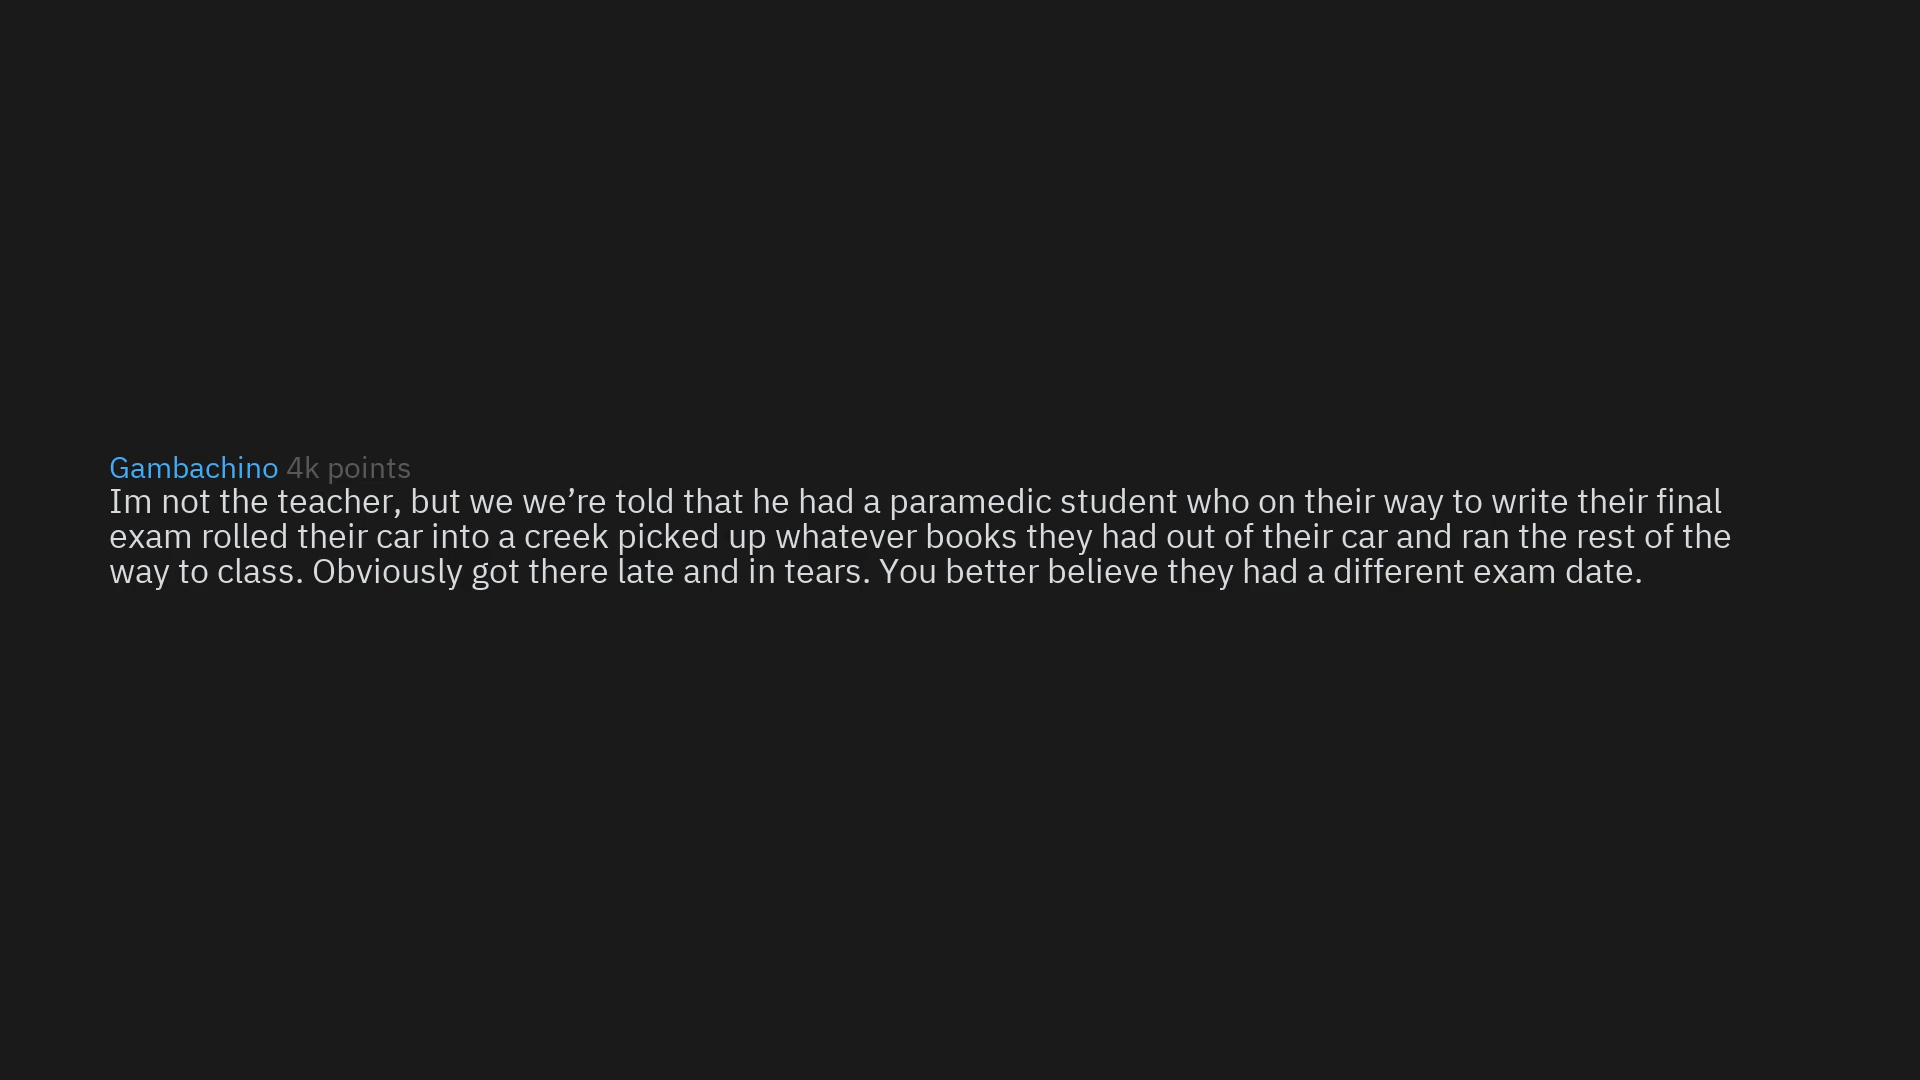 Gambachino 4k points
Im not the teacher, but we we’re told that he had a paramedic student who on their way to write their final
exam rolled their car into a creek picked up whatever books they had out of their car and ran the rest of the
way to class. Obviously got there late and in tears. You better believe they had a different exam date.